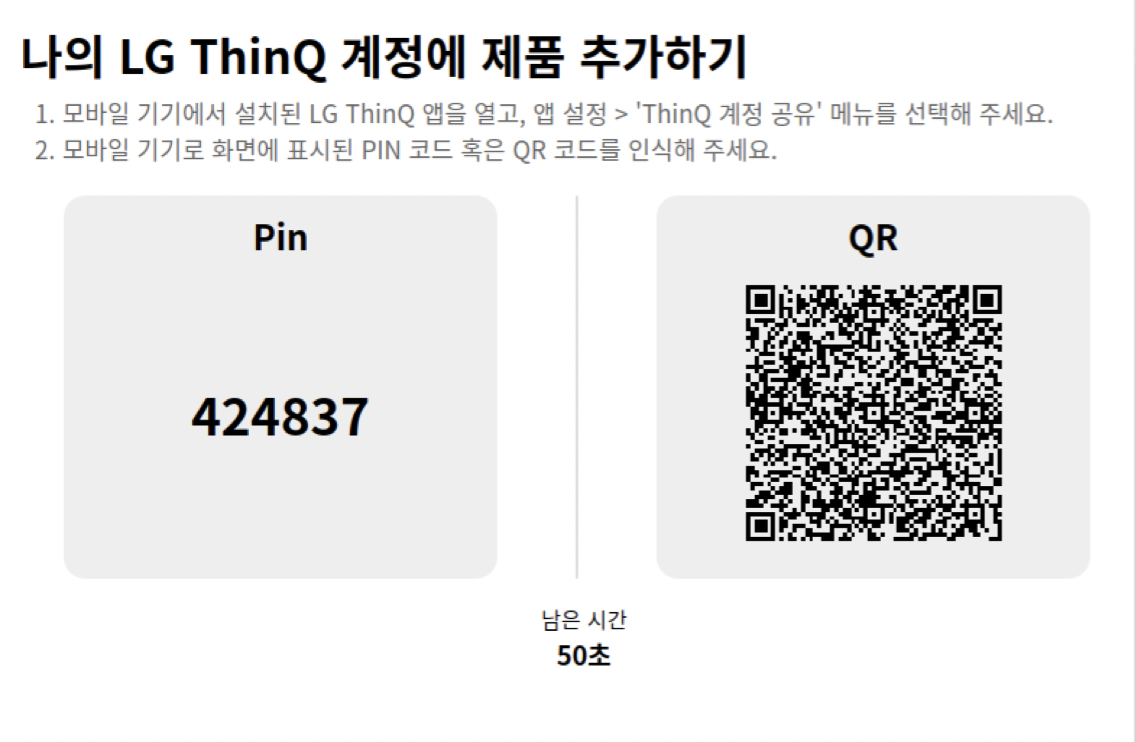 나의 LG ThinQ 계정에 제품 추가하기
1. 모바일 기기에서 설치된 LG ThinQ 앱을 열고, 앱 설정 > 'ThinQ 계정 공유' 메뉴를 선택해 주세요.
2. 모바일 기기로 화면에 표시된 PIN 코드 혹은 QR 코드를 인식해 주세요.
Pin
424837
QR
남은 시간
50초